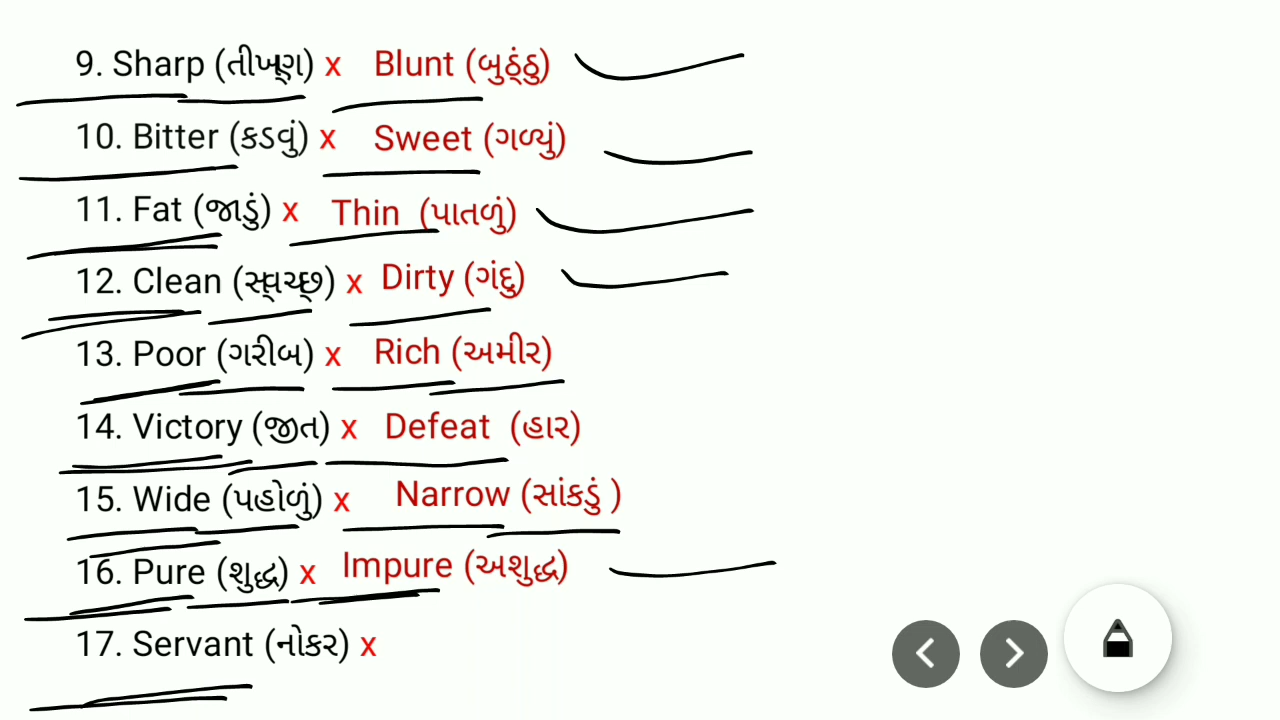 9. Sharp (તીખ્ણ) x Blunt (બુઠ્ઠું)
10. Bitter (કડવું) x Sweet (ગળ્યું)
11. Fat (જાડું) x Thin (પાતળું)
12. Clean (સ્વચ્છ) x Dirty (ગંદુ)
13. Poor (ગરીબ) x Rich (અમીર)
14. Victory (જીત) x Defeat (હાર)
15. Wide (પહોળું) x Narrow (સાંકડું )
16. Pure (શુદ્ધ) x Impure (અશુદ્ધ)
17. Servant (નોકર) x